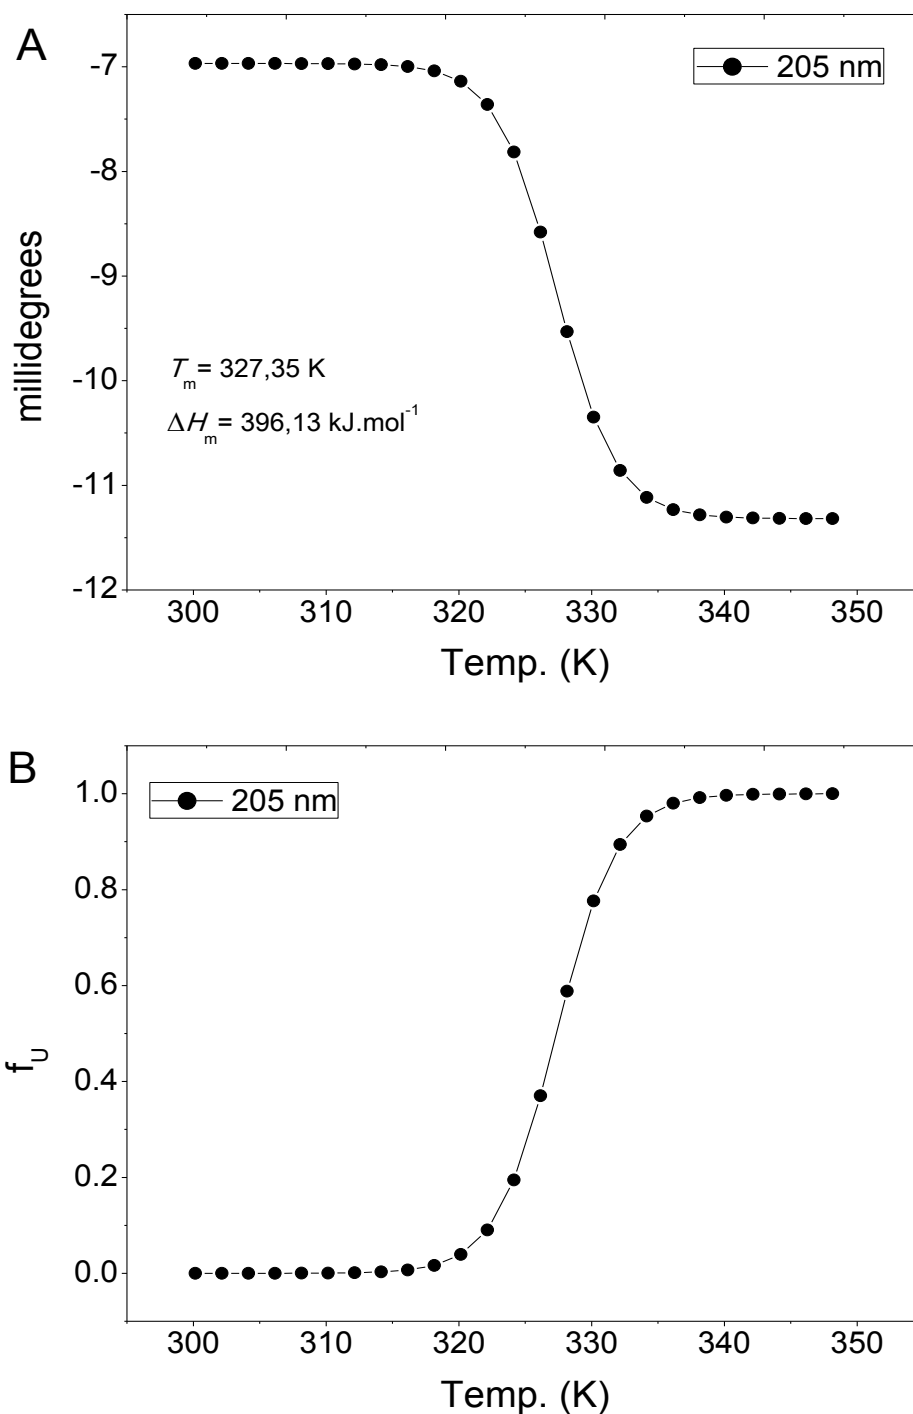 A
205 nm
-7
-8
-9
-10
-11
-12
millidegrees
Tm= 327,35 K
ΔHm= 396,13 kJ.mol-1
300 310 320 330 340 350
Temp. (K)
B
205 nm
1.0
0.8
0.6
0.4
0.2
0.0
fU
300 310 320 330 340 350
Temp. (K)